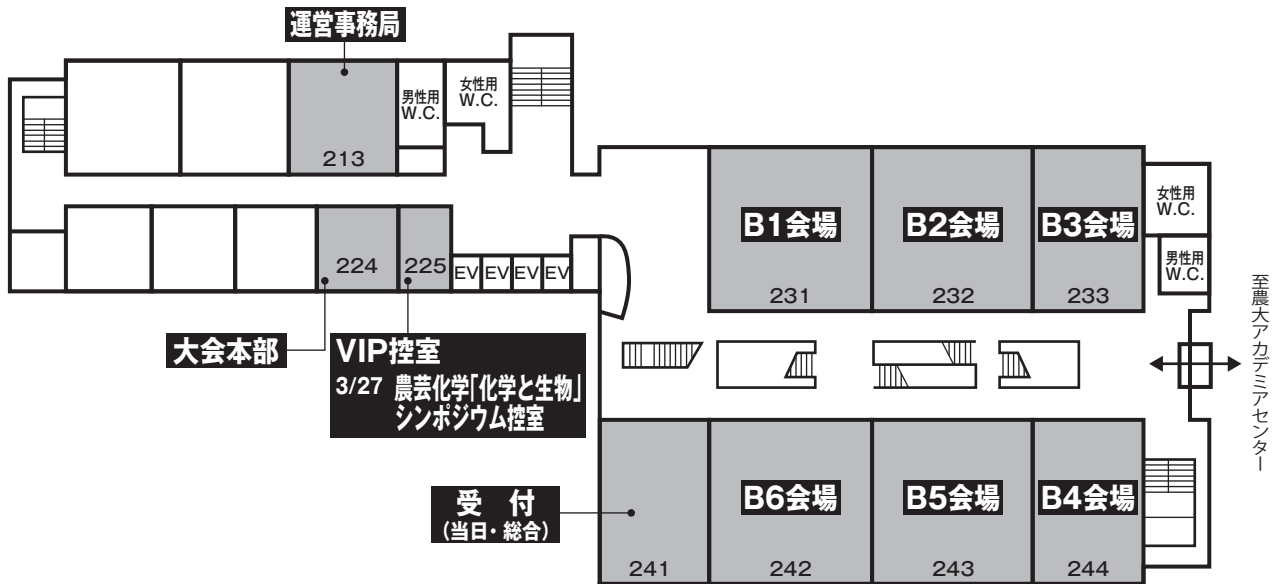 運営事務局
男性用
W.C.
女性用
W.C.
213
224
225
EV
EV
EV
EV
大会本部
VIP控室
3/27 農芸化学「化学と生物」
シンポジウム控室
B1会場
231
B2会場
232
B3会場
233
女性用
W.C.
男性用
W.C.
至農大アカデミアセンター
受　付
(当日・総合)
241
B6会場
242
B5会場
243
B4会場
244